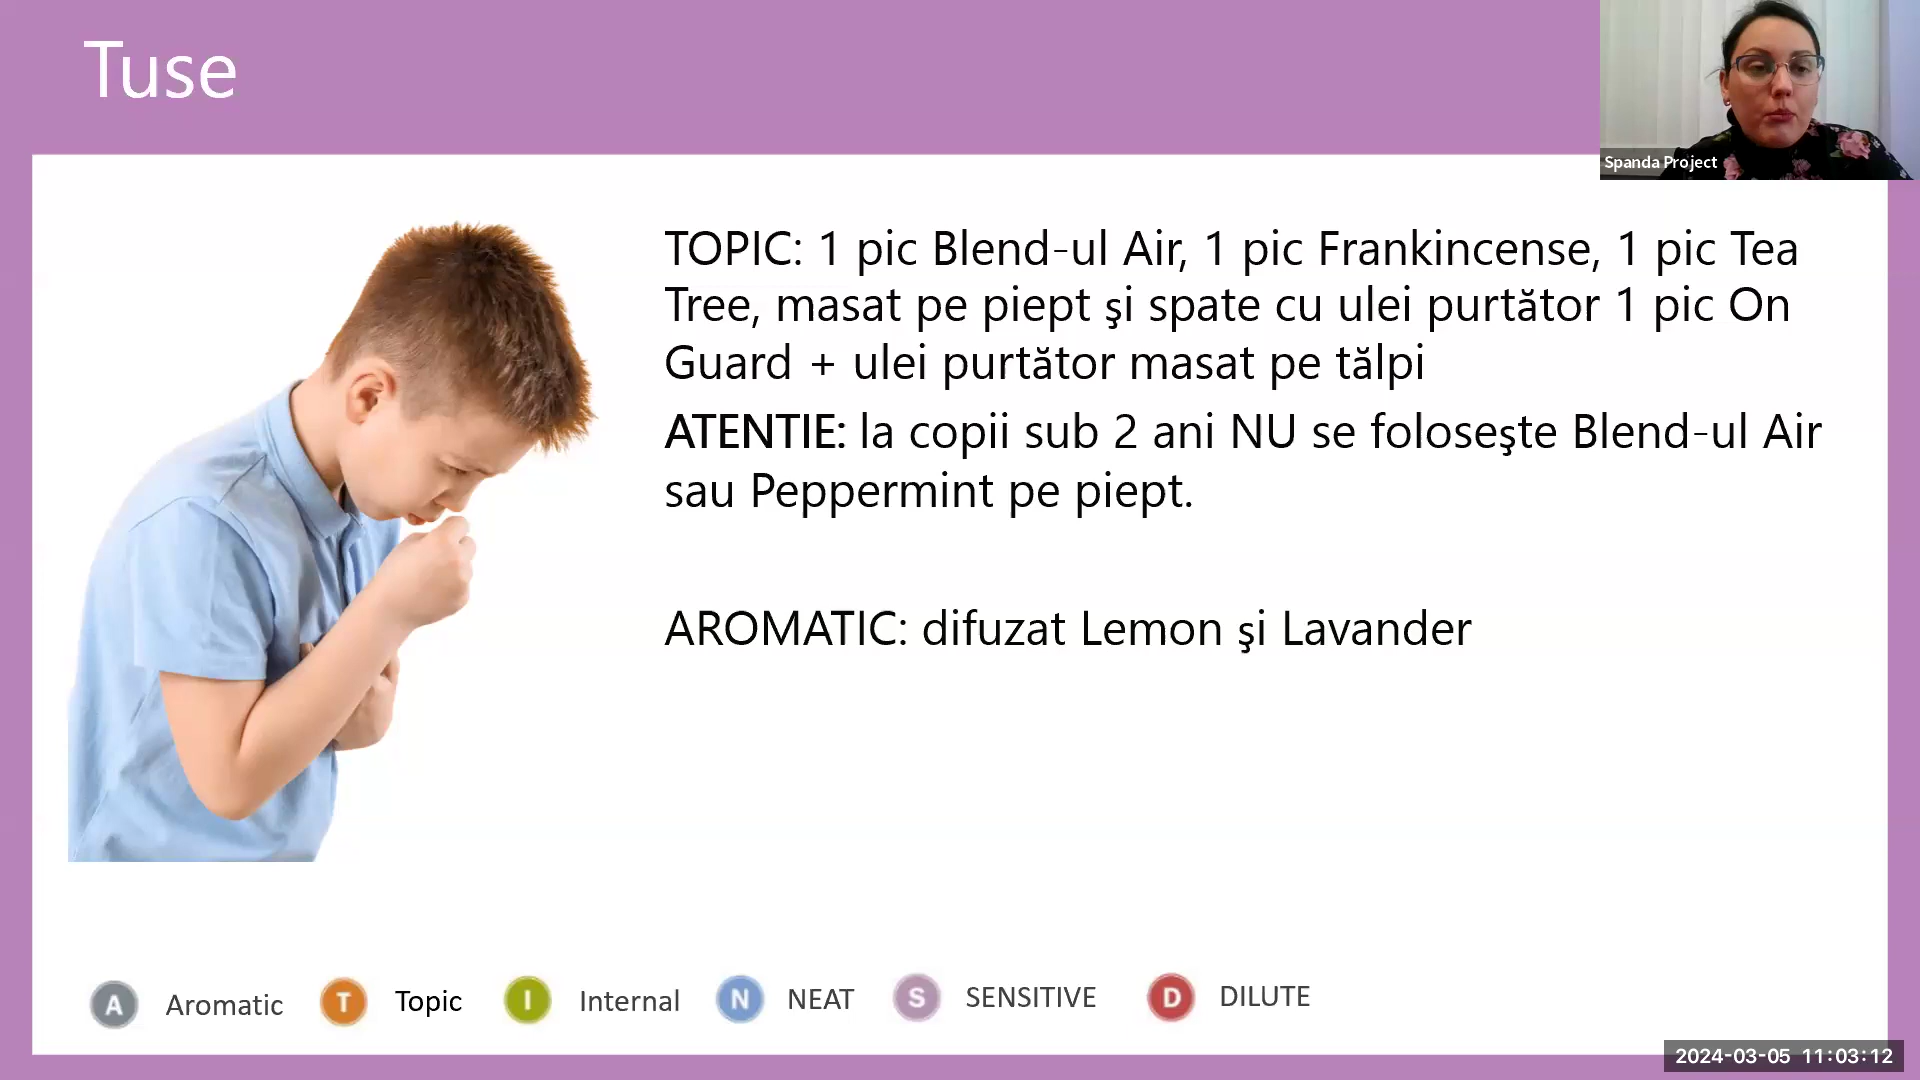 Tuse
Spanda Project
TOPIC: 1 pic Blend-ul Air, 1 pic Frankincense, 1 pic Tea
Tree, masat pe piept şi spate cu ulei purtător 1 pic On
Guard + ulei purtător masat pe tălpi
ATENTIE: la copii sub 2 ani NU se foloseşte Blend-ul Air
sau Peppermint pe piept.
AROMATIC: difuzat Lemon şi Lavander
A Aromatic T Topic I Internal N NEAT S SENSITIVE D DILUTE
2024-03-05 11:03:12